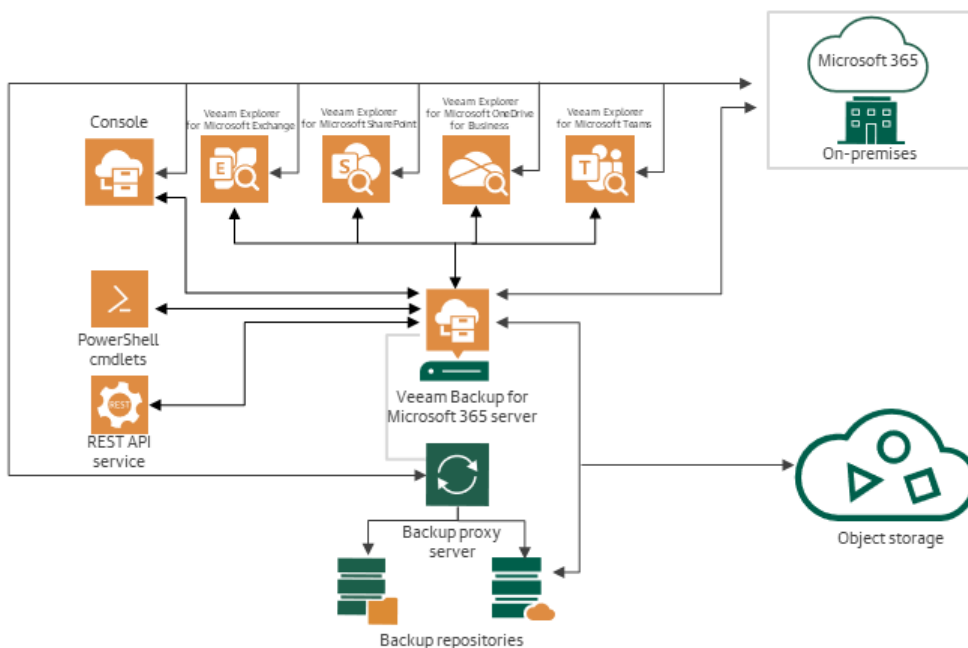 Microsoft 365
On-premises
Console
Veeam Explorer
for Microsoft Exchange
Veeam Explorer
for Microsoft SharePoint
Veeam Explorer
for Microsoft OneDrive
for Business
Veeam Explorer
for Microsoft Teams
E
S
T
PowerShell
cmdlets
REST
REST API
service
Veeam Backup for
Microsoft 365 server
Backup proxy
server
Object storage
Backup repositories